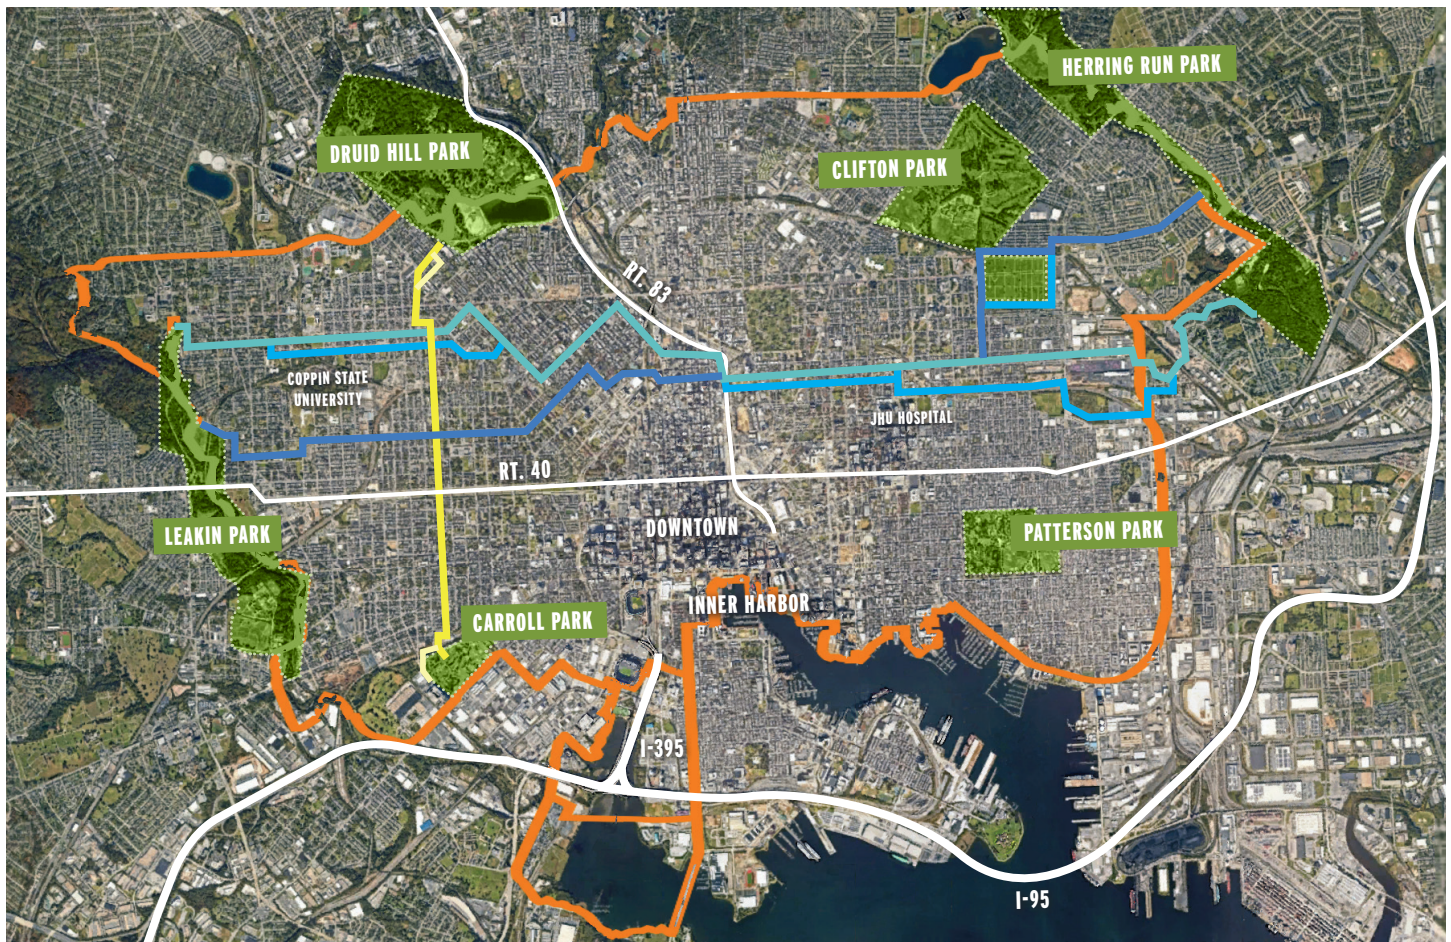 HERRING RUN PARK
DRUID HILL PARK
CLIFTON PARK
RT. 83
COPPIN STATE
UNIVERSITY
JHU HOSPITAL
RT. 40
LEAKIN PARK
DOWNTOWN
PATTERSON PARK
INNER HARBOR
CARROLL PARK
I-395
I-95